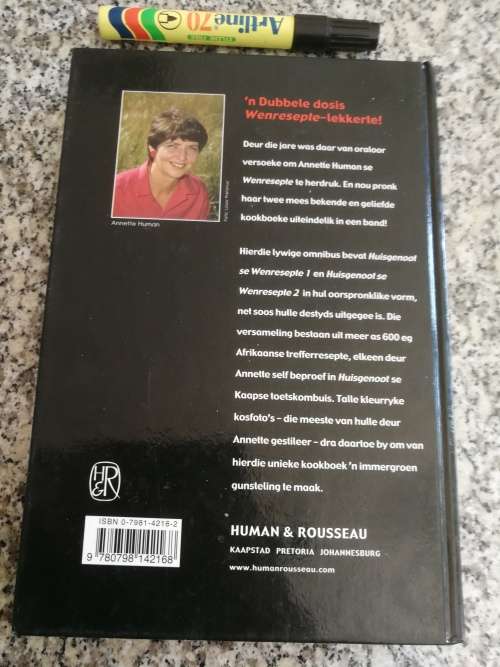 Artline 70
'n Dubbele dosis
Wenresepte-lekkerte!
Deur die jare was daar van oraloor
versoeke om Annette Human se
Wenresepte te herdruk. En nou pronk
haar twee mees bekende en geliefde
kookboeke uiteindelik in een band!
Annette Human
Hierdie lywige omnibus bevat Huisgenoot
se Wenresepte 1 en Huisgenoot se
Wenresepte 2 in hul oorspronklike vorm,
net soos hulle destyds uitgegee is. Die
versameling bestaan uit meer as 600 eg
Afrikaanse trefferresepte, elkeen deur
Annette self beproef in Huisgenoot se
Kaapse toetskombuis. Talle kleurryke
kosfoto's – die meeste van hulle deur
Annette gestileer – dra daartoe by om van
hierdie unieke kookboek 'n immergroen
gunsteling te maak.
H&R
ISBN 0-7981-4216-2
9 780798 142168
HUMAN & ROUSSEAU
KAAPSTAD PRETORIA JOHANNESBURG
www.humanrousseau.com